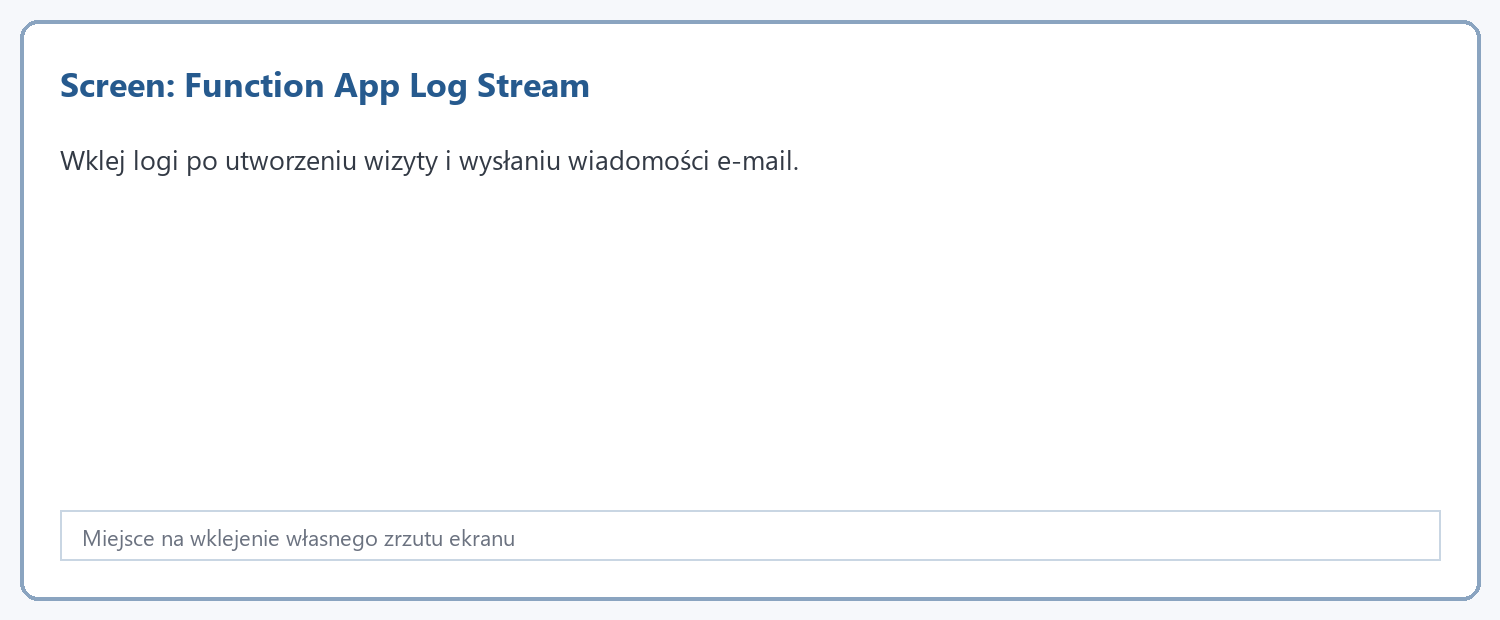 Screen: Function App Log Stream
Wklej logi po utworzeniu wizyty i wysłaniu wiadomości e-mail.
Miejsce na wklejenie własnego zrzutu ekranu